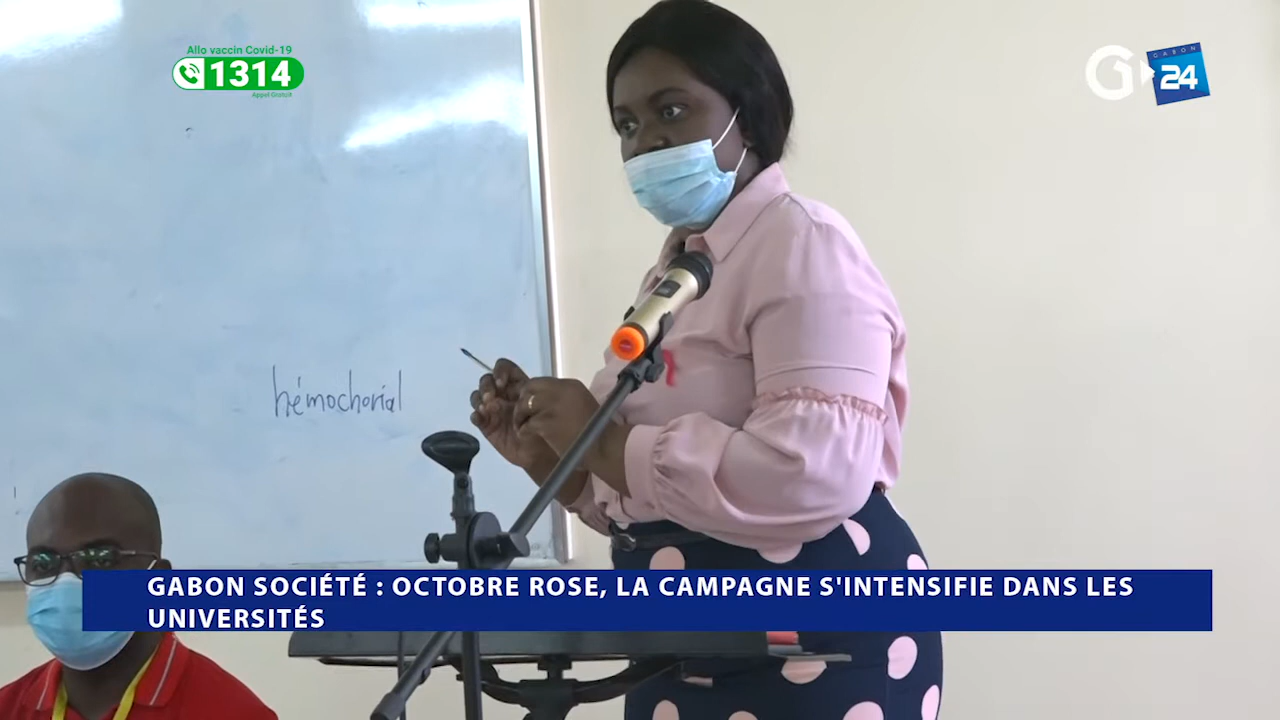 Allo vaccin Covid-19
1314
Appel Gratuit
G
GABON
24
hémochorial
GABON SOCIÉTÉ : OCTOBRE ROSE, LA CAMPAGNE S'INTENSIFIE DANS LES
UNIVERSITÉS